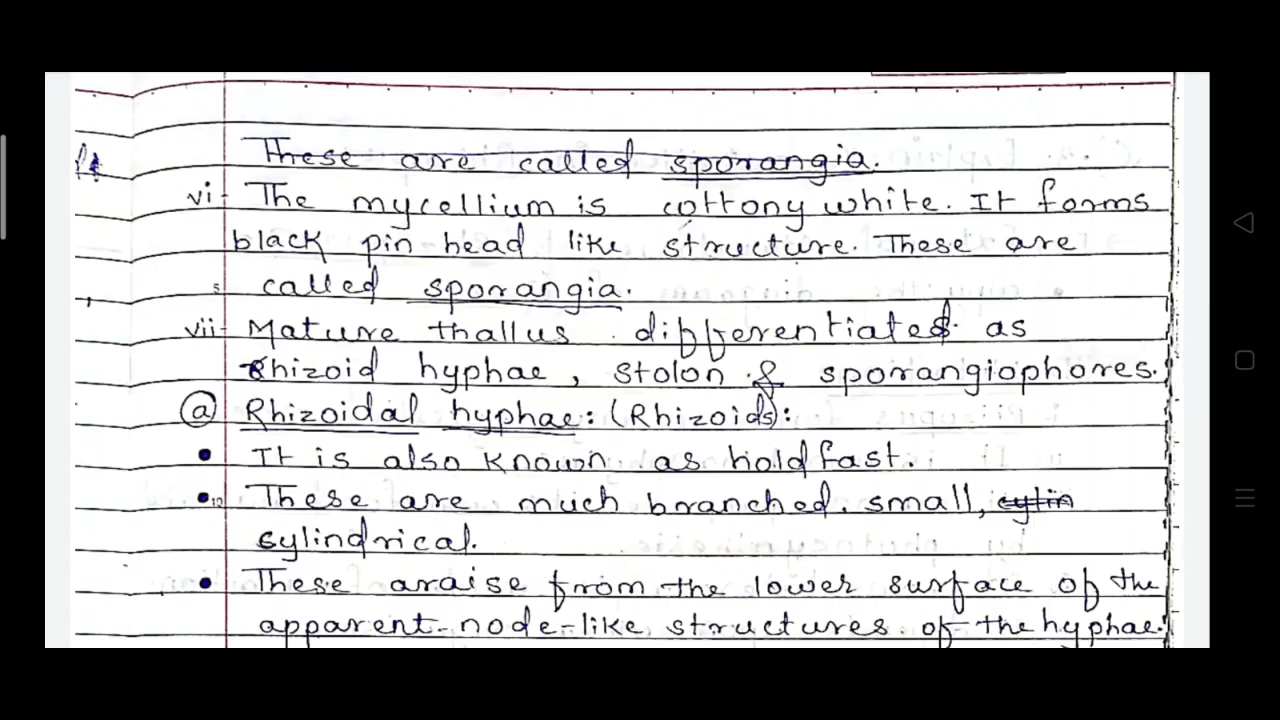 These are called sporangia.
vi- The mycellium is cottony white. It forms
black pin head like structure. These are
called sporangia.
vii- Mature thallus differentiated as
Rhizoid hyphae, stolon & sporangiophores.
(a) Rhizoidal hyphae: (Rhizoids):
• It is also known as hold fast.
• These are much branched. small, cylin
cylindrical.
• These araise from the lower surface of the
apparent-node-like structures of the hyphae.